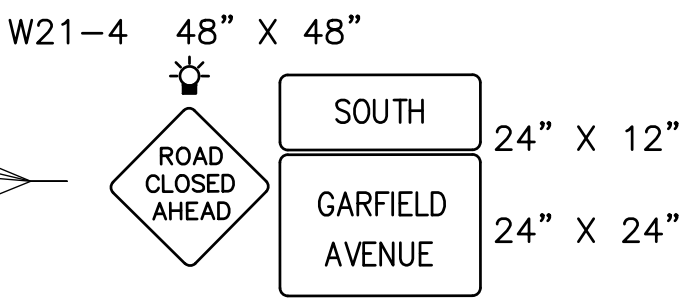 W21-4 48" X 48"
ROAD
CLOSED
AHEAD
SOUTH
24" X 12"
GARFIELD
AVENUE
24" X 24"